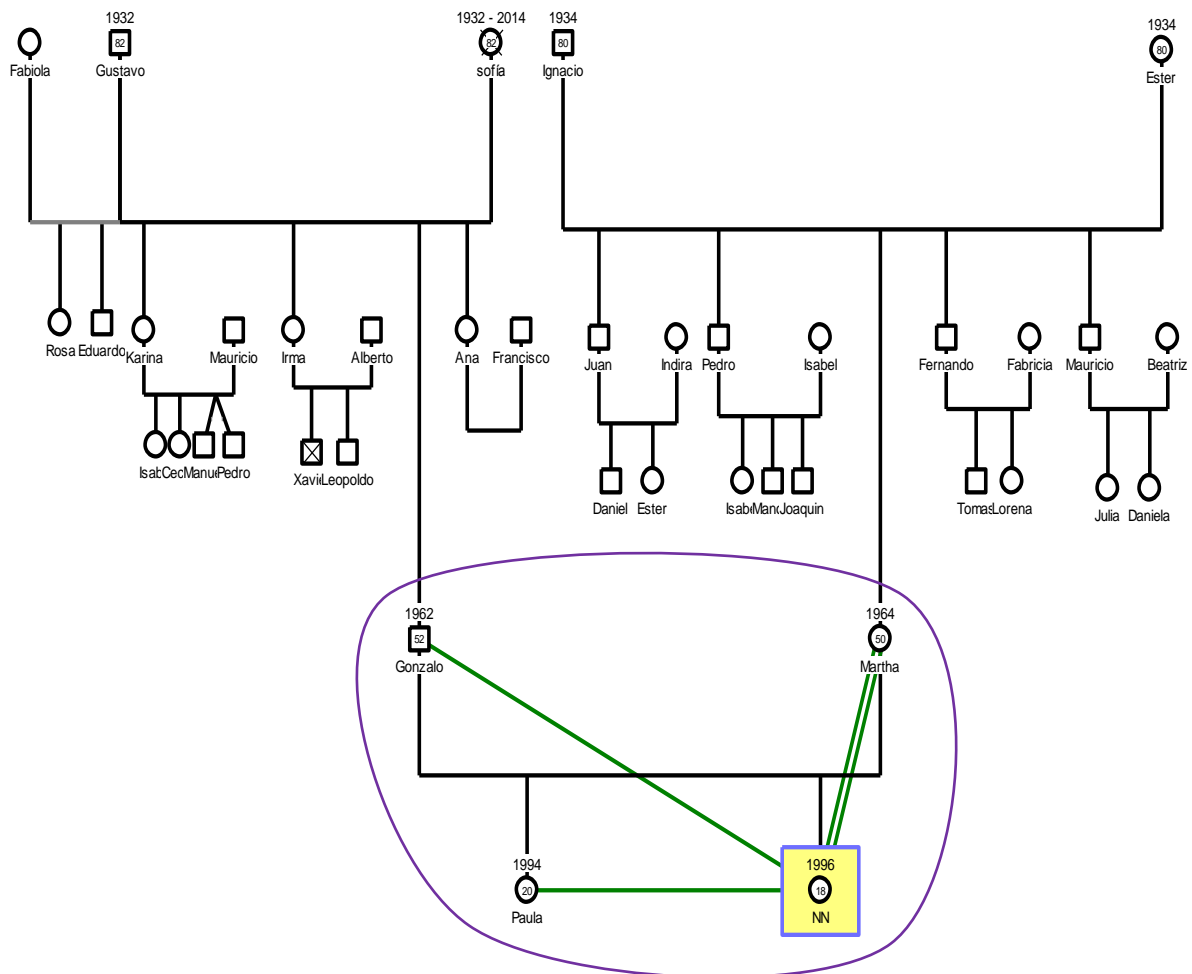 1932
1932 - 2014
1934
1934
82
82
80
80
Fabiola
Gustavo
sofía
Ignacio
Ester
Rosa
Eduardo
Karina
Mauricio
Irma
Alberto
Ana
Francisco
Juan
Indira
Pedro
Isabel
Fernando
Fabricia
Mauricio
Beatriz
Pedro
Leopoldo
Daniel
Ester
Joaquin
Lorena
Julia
Daniela
1962
1964
52
50
Gonzalo
Martha
1994
1996
20
18
Paula
NN